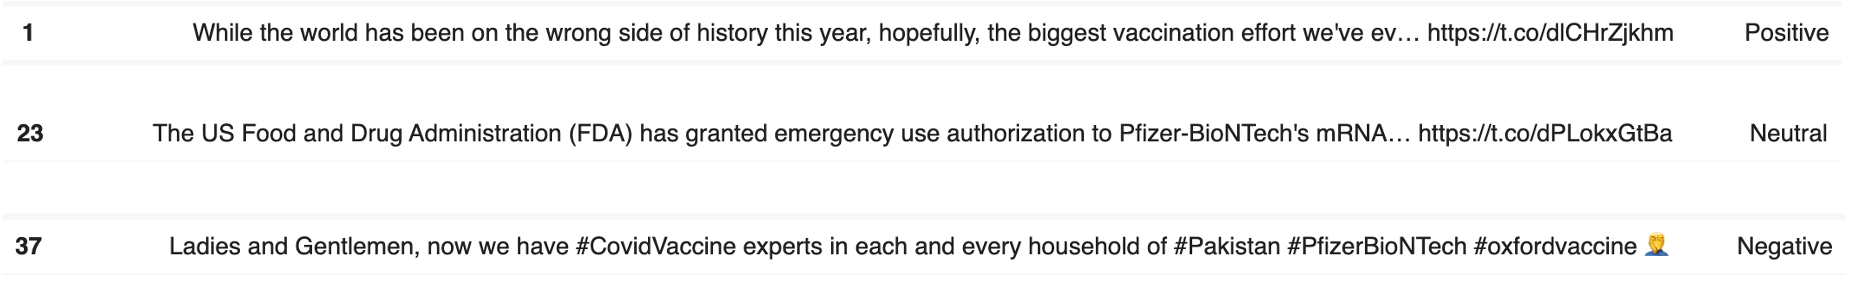 1 While the world has been on the wrong side of history this year, hopefully, the biggest vaccination effort we've ev… https://t.co/dlCHrZjkhm Positive
23 The US Food and Drug Administration (FDA) has granted emergency use authorization to Pfizer-BioNTech's mRNA… https://t.co/dPLokxGtBa Neutral
37 Ladies and Gentlemen, now we have #CovidVaccine experts in each and every household of #Pakistan #PfizerBioNTech #oxfordvaccine 🤦‍♂️ Negative